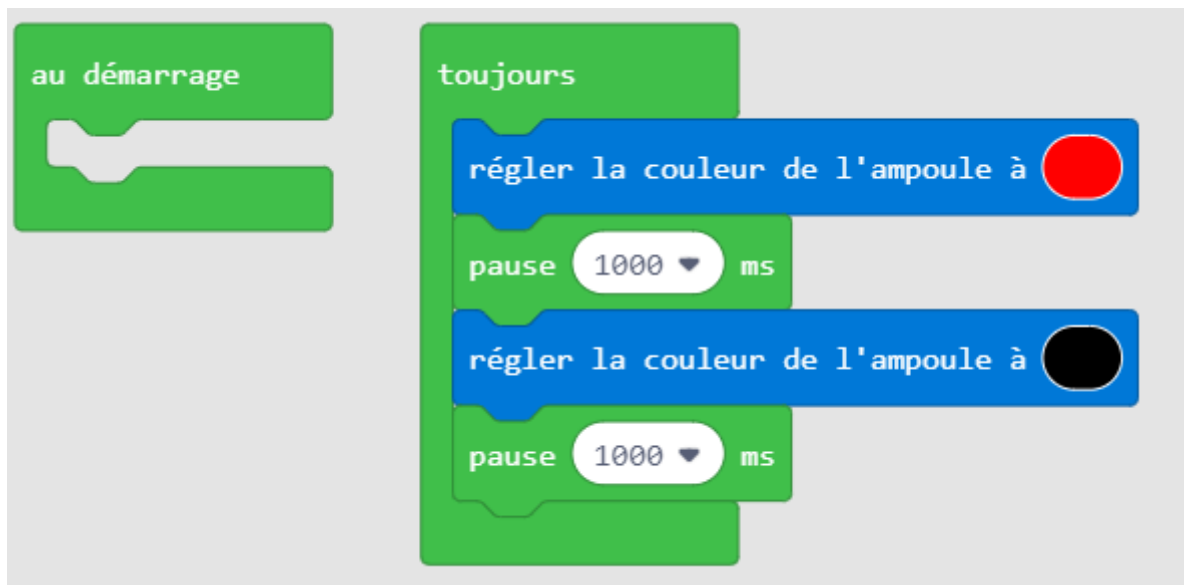 au démarrage
toujours
régler la couleur de l'ampoule à
pause 1000 ms
régler la couleur de l'ampoule à
pause 1000 ms